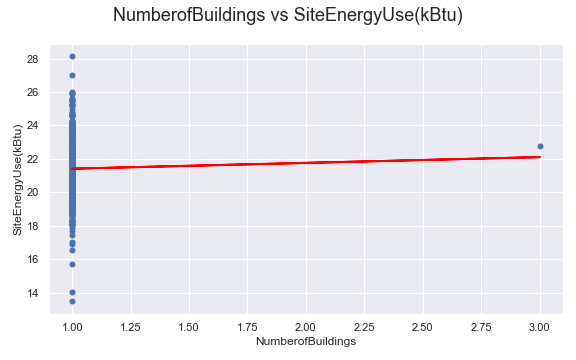 NumberofBuildings vs SiteEnergyUse(kBtu)
SiteEnergyUse(kBtu)
28
26
24
22
20
18
16
14
1.00 1.25 1.50 1.75 2.00 2.25 2.50 2.75 3.00
NumberofBuildings